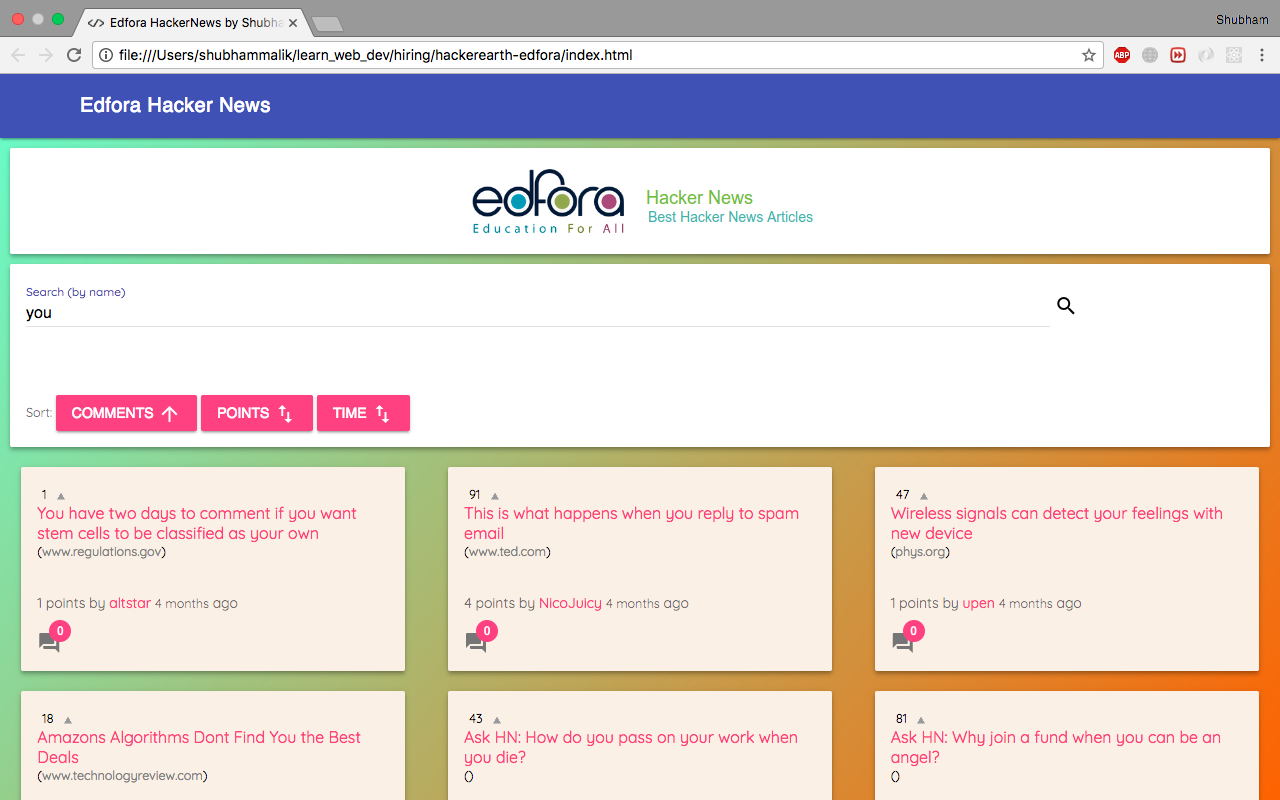 Edfora HackerNews by Shubha
Shubham
file:///Users/shubhammalik/learn_web_dev/hiring/hackerearth-edfora/index.html
ABP
Edfora Hacker News
edfora
Education For All
Hacker News
Best Hacker News Articles
Search (by name)
you
Sort: COMMENTS POINTS TIME
1
You have two days to comment if you want
stem cells to be classified as your own
(www.regulations.gov)
1 points by altstar 4 months ago
0
91
This is what happens when you reply to spam
email
(www.ted.com)
4 points by NicoJuicy 4 months ago
0
47
Wireless signals can detect your feelings with
new device
(phys.org)
1 points by upen 4 months ago
0
18
Amazons Algorithms Dont Find You the Best
Deals
(www.technologyreview.com)
43
Ask HN: How do you pass on your work when
you die?
()
81
Ask HN: Why join a fund when you can be an
angel?
()